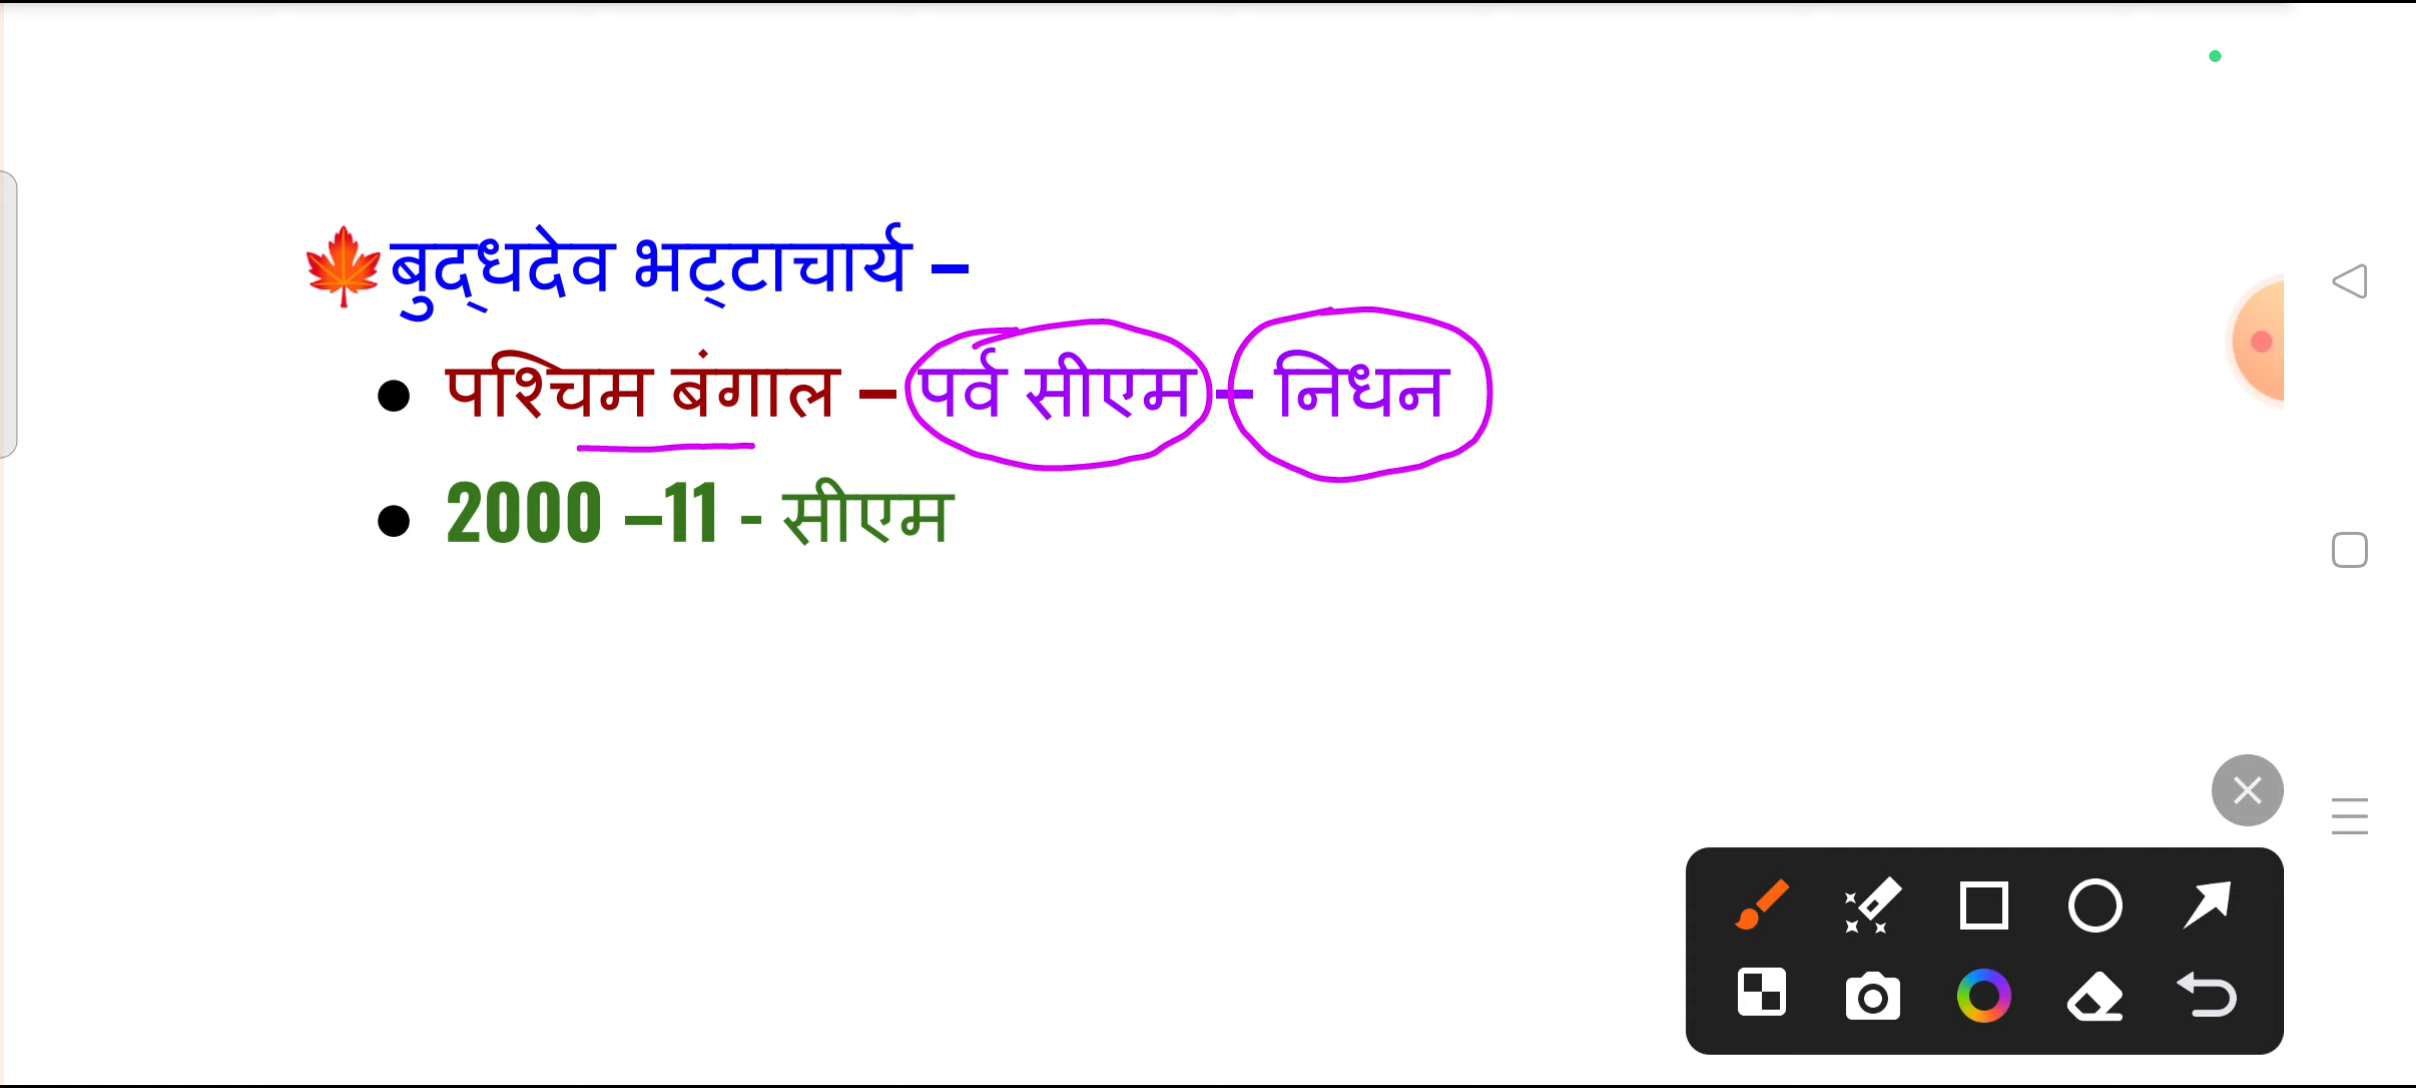 🍁बुद्धदेव भट्टाचार्य –
● पश्चिम बंगाल – पर्व सीएम – निधन
● 2000 –11 - सीएम